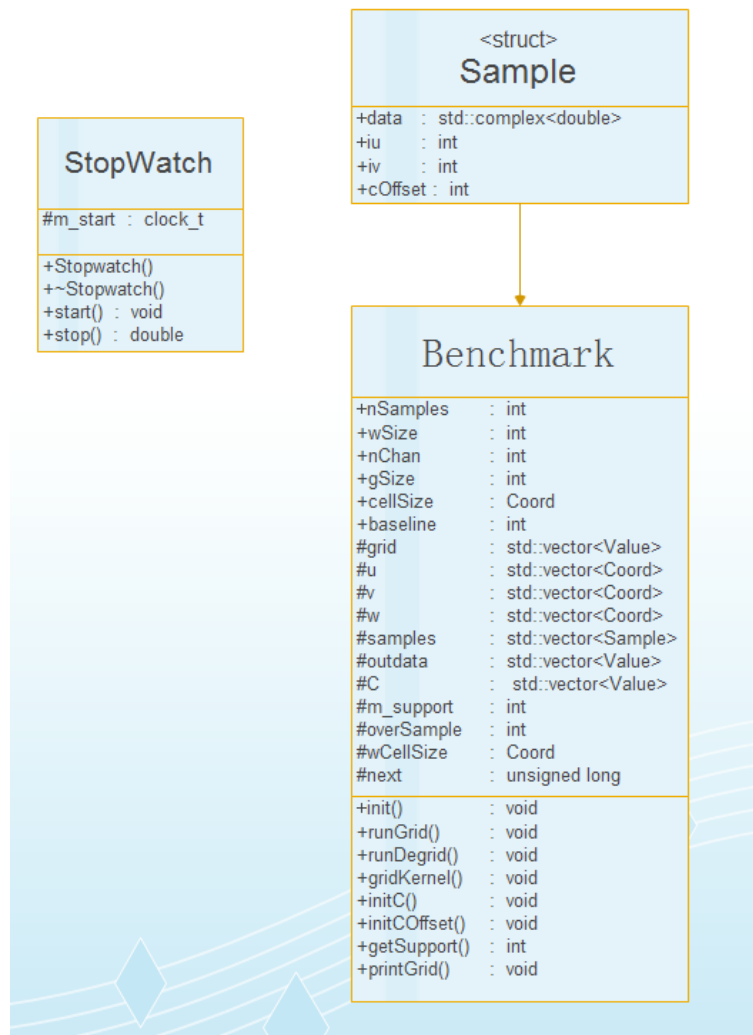 <struct>
Sample
+data : std::complex<double>
+iu : int
+iv : int
+cOffset : int
StopWatch
#m_start : clock_t
+Stopwatch()
+~Stopwatch()
+start() : void
+stop() : double
Benchmark
+nSamples : int
+wSize : int
+nChan : int
+gSize : int
+cellSize : Coord
+baseline : int
#grid : std::vector<Value>
#u : std::vector<Coord>
#v : std::vector<Coord>
#w : std::vector<Coord>
#samples : std::vector<Sample>
#outdata : std::vector<Value>
#C : std::vector<Value>
#m_support : int
#overSample : int
#wCellSize : Coord
#next : unsigned long
+init() : void
+runGrid() : void
+runDegrid() : void
+gridKernel() : void
+initC() : void
+initCOffset() : void
+getSupport() : int
+printGrid() : void